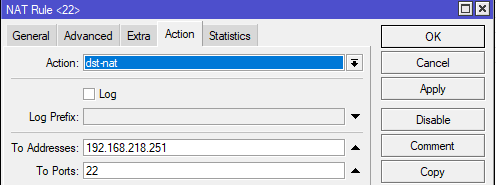 NAT Rule <22>
General Advanced Extra Action Statistics
Action: dst-nat
Log
Log Prefix:
To Addresses: 192.168.218.251
To Ports: 22
OK
Cancel
Apply
Disable
Comment
Copy